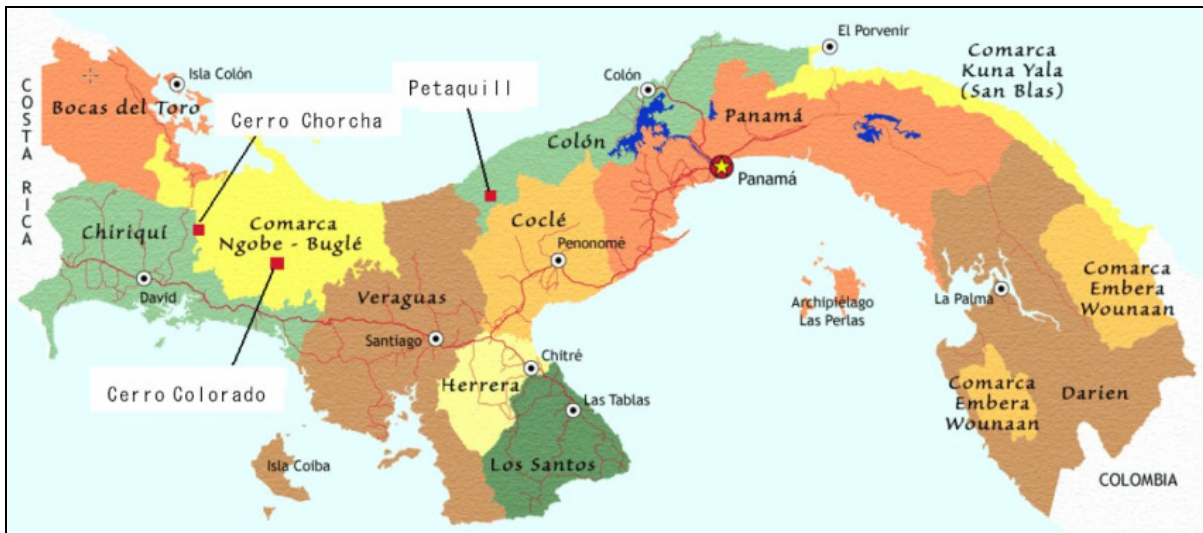 El Porvenir
Comarca
Kuna Yala
(San Blas)
COSTA RICA
Isla Colón
Bocas del Toro
Petaquill
Colón
Cerro Chorcha
Panamá
Colón
Panamá
Chiriquí
Comarca
Ngobe - Buglé
Coclé
Penonomé
David
Veraguas
La Palma
Comarca
Embera
Wounaan
Archipiélago
Las Perlas
Santiago
Chitré
Cerro Colorado
Herrera
Las Tablas
Comarca
Embera
Wounaan
Darien
Isla Coiba
Los Santos
COLOMBIA